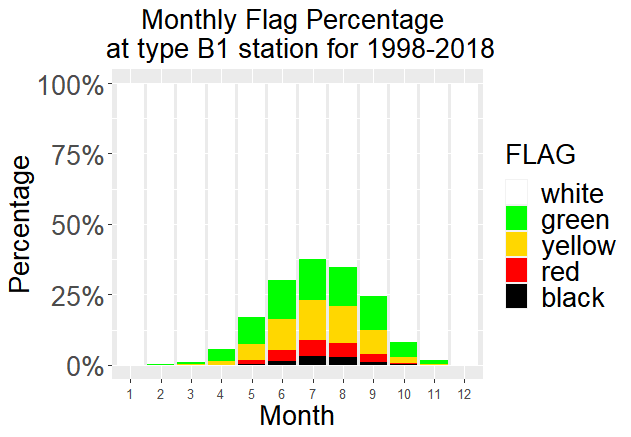 Monthly Flag Percentage
at type B1 station for 1998-2018
100%
75%
50%
25%
0%
Percentage
1 2 3 4 5 6 7 8 9 10 11 12
Month
FLAG
white
green
yellow
red
black